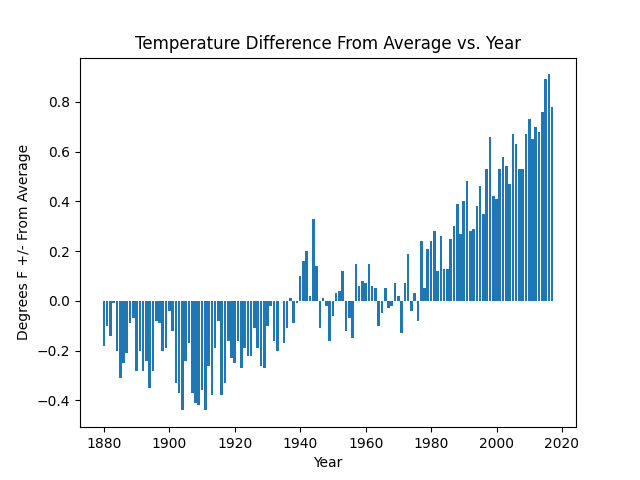 Temperature Difference From Average vs. Year
Degrees F +/- From Average
0.8
0.6
0.4
0.2
0.0
−0.2
−0.4
1880 1900 1920 1940 1960 1980 2000 2020
Year